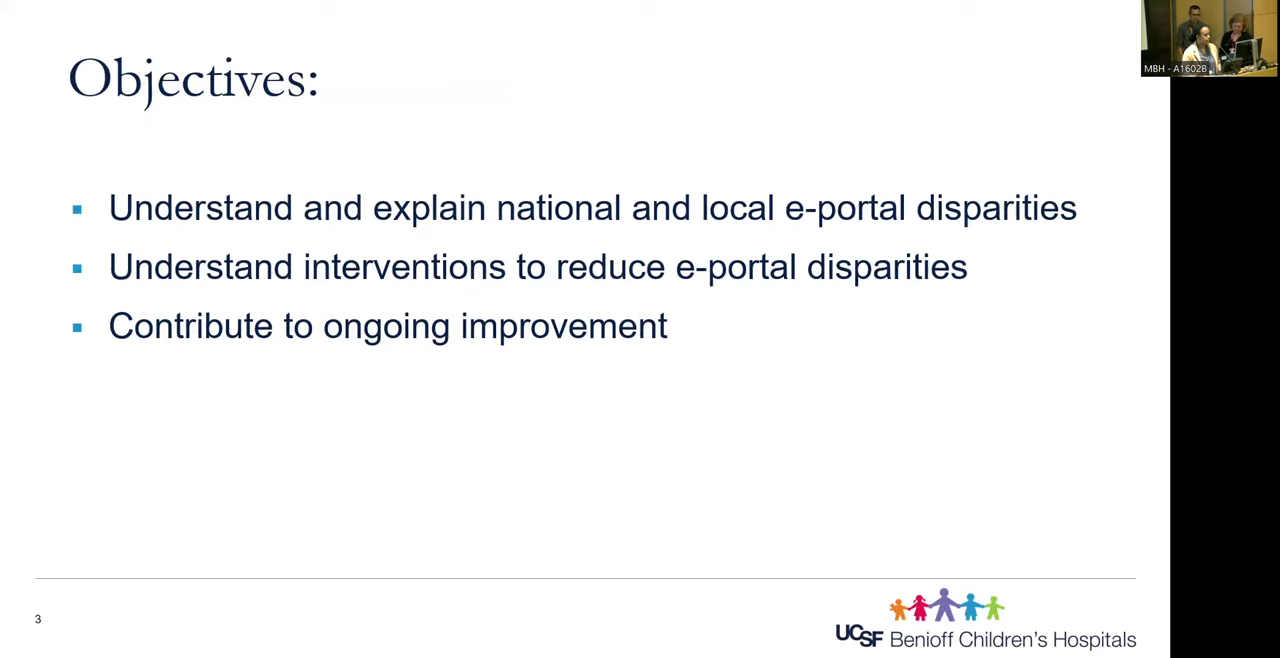 Objectives:
MBH - A1602B
▪ Understand and explain national and local e-portal disparities
▪ Understand interventions to reduce e-portal disparities
▪ Contribute to ongoing improvement
3
UCSF Benioff Children's Hospitals